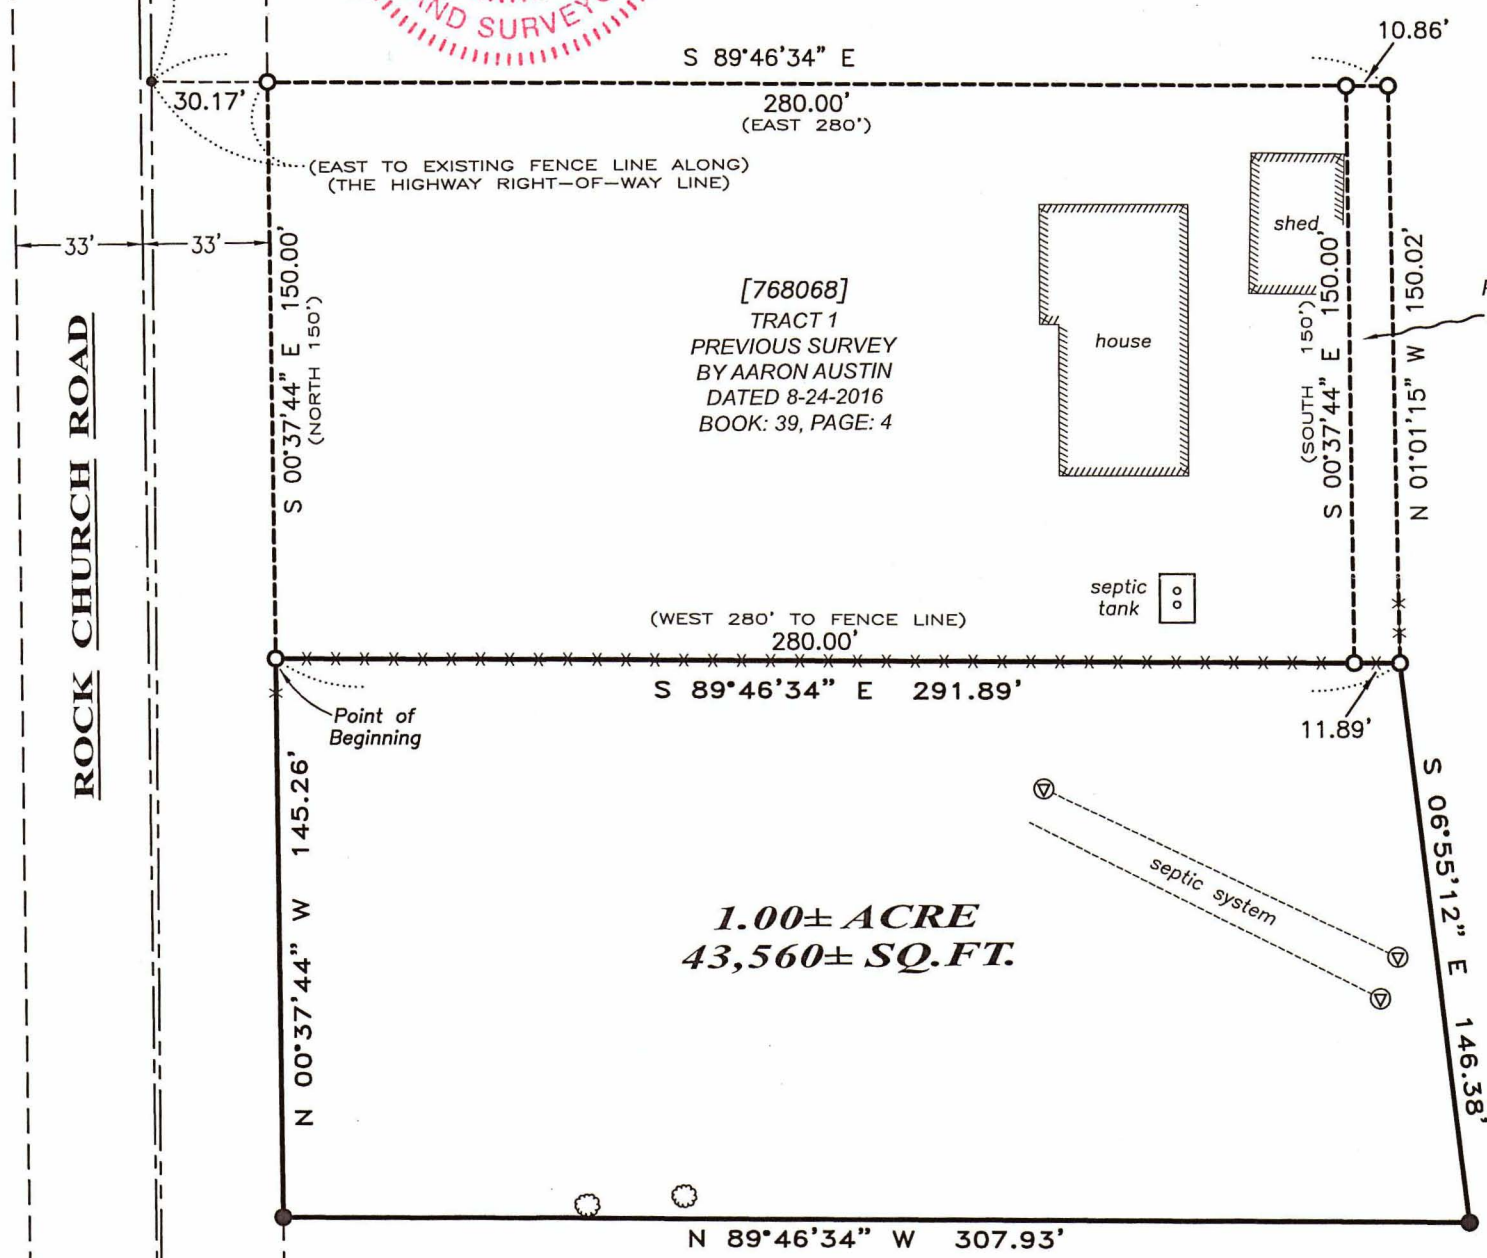 AND SURVEYO
S 89°46'34" E
10.86'
30.17'
280.00'
(EAST 280')
(EAST TO EXISTING FENCE LINE ALONG)
(THE HIGHWAY RIGHT-OF-WAY LINE)
33'
33'
S 00°37'44" E 150.00'
(NORTH 150')
ROCK CHURCH ROAD
[768068]
TRACT 1
PREVIOUS SURVEY
BY AARON AUSTIN
DATED 8-24-2016
BOOK: 39, PAGE: 4
house
shed
(SOUTH 150')
S 00°37'44" E 150.00'
N 01°01'15" W 150.02'
septic
tank
(WEST 280' TO FENCE LINE)
280.00'
S 89°46'34" E 291.89'
11.89'
Point of
Beginning
N 00°37'44" W 145.26'
septic system
S 06°55'12" E 146.38'
1.00± ACRE
43,560± SQ.FT.
N 89°46'34" W 307.93'